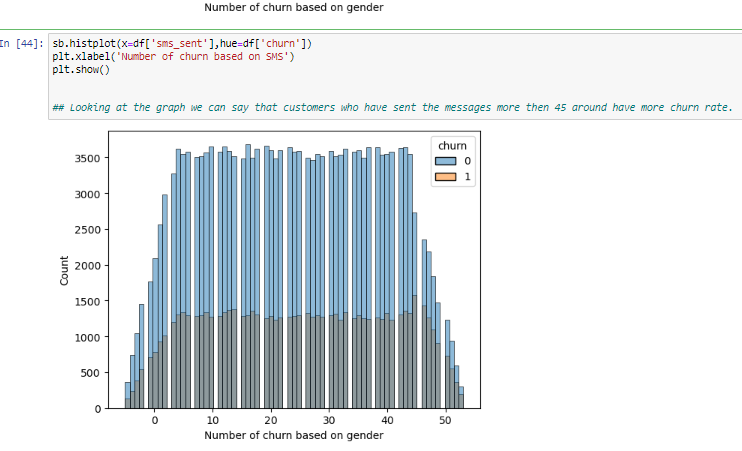 Number of churn based on gender
In [44]:
sb.histplot(x=df['sms_sent'],hue=df['churn'])
plt.xlabel('Number of churn based on SMS')
plt.show()
## Looking at the graph we can say that customers who have sent the messages more then 45 around have more churn rate.
churn
0
1
3500
3000
2500
2000
1500
1000
500
0
Count
0 10 20 30 40 50
Number of churn based on gender